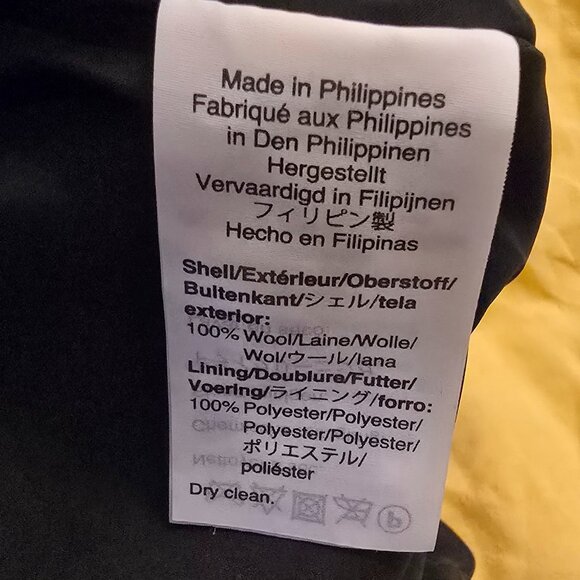 Made in Philippines
Fabriqué aux Philippines
in Den Philippinen
Hergestellt
Vervaardigd in Filipijnen
フィリピン製
Hecho en Filipinas
Shell/Extérieur/Oberstoff/
Buitenkant/シェル/tela
exterior:
100% Wool/Laine/Wolle/
Wol/ウール/lana
Lining/Doublure/Futter/
Voering/ライニング/forro:
100% Polyester/Polyester/
Polyester/Polyester/
ポリエステル/
poliéster
Dry clean.